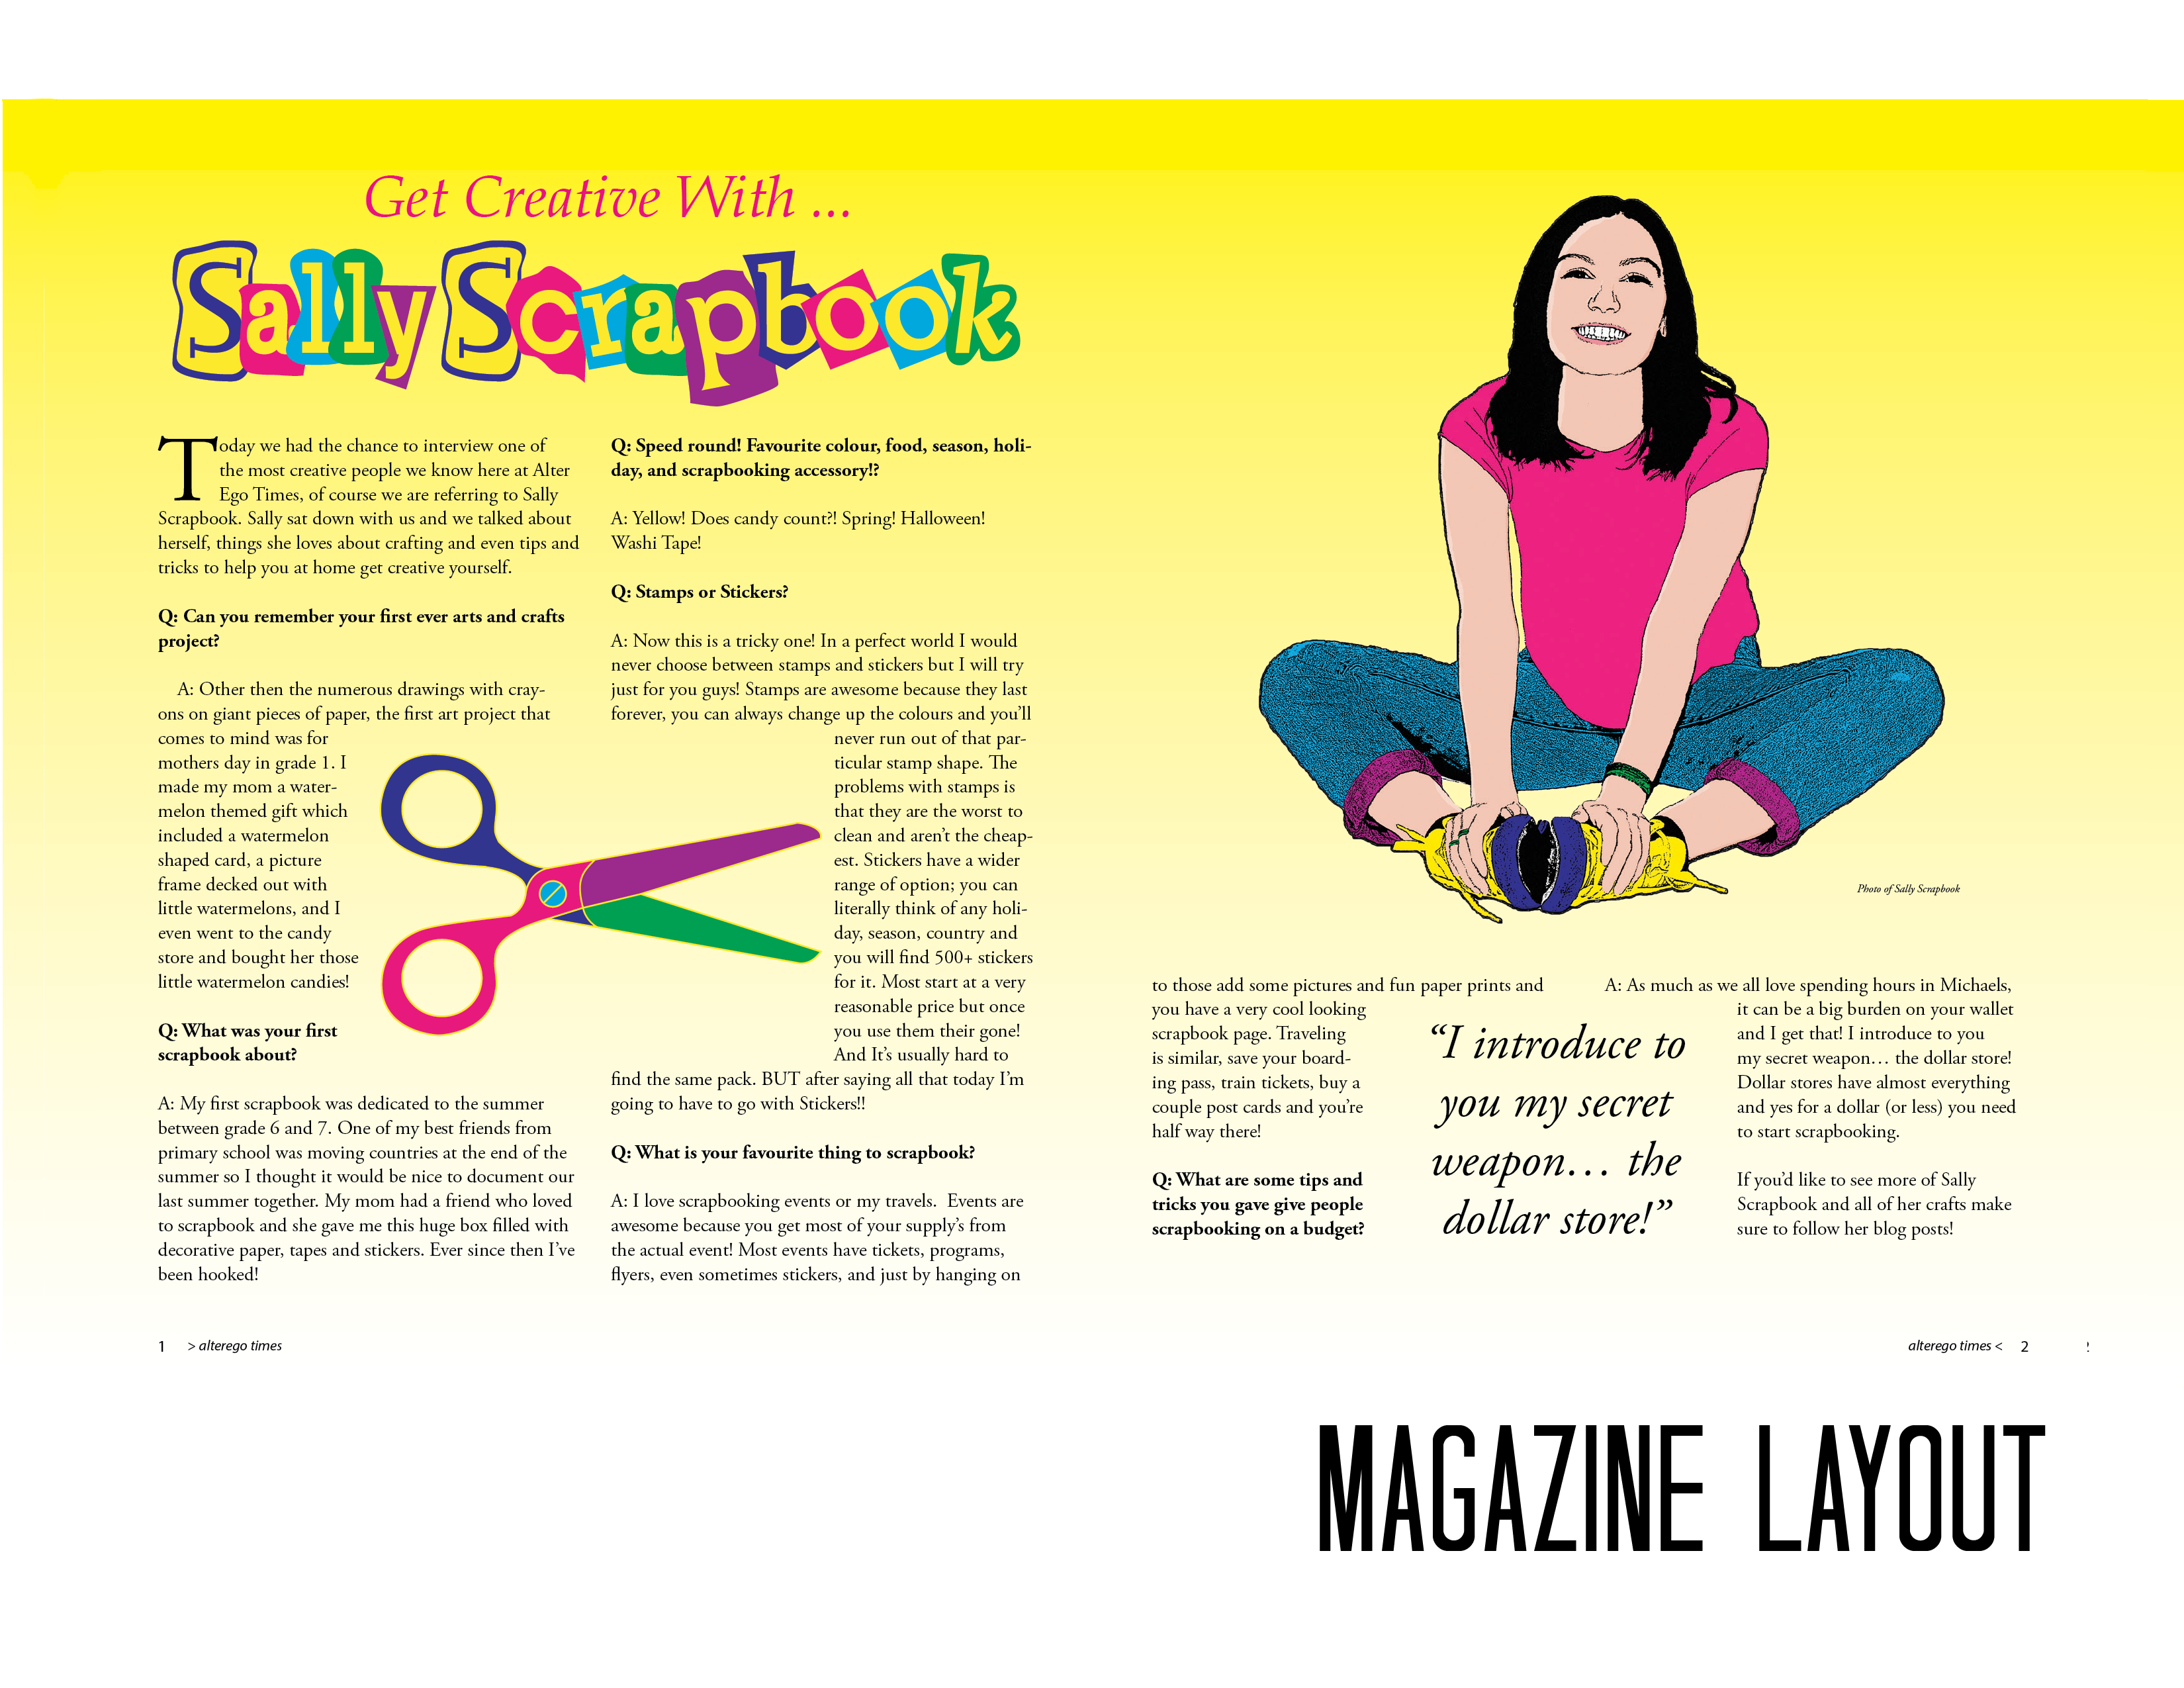 Get Creative With ...
Sally Scrapbook
Today we had the chance to interview one of
the most creative people we know here at Alter
Ego Times, of course we are referring to Sally
Scrapbook. Sally sat down with us and we talked about
herself, things she loves about crafting and even tips and
tricks to help you at home get creative yourself.
Q: Can you remember your first ever arts and crafts
project?
A: Other then the numerous drawings with cray-
ons on giant pieces of paper, the first art project that
comes to mind was for
mothers day in grade 1. I
made my mom a water-
melon themed gift which
included a watermelon
shaped card, a picture
frame decked out with
little watermelons, and I
even went to the candy
store and bought her those
little watermelon candies!
Q: What was your first
scrapbook about?
A: My first scrapbook was dedicated to the summer
between grade 6 and 7. One of my best friends from
primary school was moving countries at the end of the
summer so I thought it would be nice to document our
last summer together. My mom had a friend who loved
to scrapbook and she gave me this huge box filled with
decorative paper, tapes and stickers. Ever since then I've
been hooked!
Q: Speed round! Favourite colour, food, season, holi-
day, and scrapbooking accessory!?
A: Yellow! Does candy count?! Spring! Halloween!
Washi Tape!
Q: Stamps or Stickers?
A: Now this is a tricky one! In a perfect world I would
never choose between stamps and stickers but I will try
just for you guys! Stamps are awesome because they last
forever, you can always change up the colours and you'll
never run out of that par-
ticular stamp shape. The
problems with stamps is
that they are the worst to
clean and aren't the cheap-
est. Stickers have a wider
range of option; you can
literally think of any holi-
day, season, country and
you will find 500+ stickers
for it. Most start at a very
reasonable price but once
you use them their gone!
And It's usually hard to
find the same pack. BUT after saying all that today I'm
going to have to go with Stickers!!
Q: What is your favourite thing to scrapbook?
A: I love scrapbooking events or my travels.  Events are
awesome because you get most of your supply's from
the actual event! Most events have tickets, programs,
flyers, even sometimes stickers, and just by hanging on
Photo of Sally Scrapbook
to those add some pictures and fun paper prints and
you have a very cool looking
scrapbook page. Traveling
is similar, save your board-
ing pass, train tickets, buy a
couple post cards and you're
half way there!
Q: What are some tips and
tricks you gave give people
scrapbooking on a budget?
“I introduce to
you my secret
weapon… the
dollar store!”
A: As much as we all love spending hours in Michaels,
it can be a big burden on your wallet
and I get that! I introduce to you
my secret weapon… the dollar store!
Dollar stores have almost everything
and yes for a dollar (or less) you need
to start scrapbooking.
If you'd like to see more of Sally
Scrapbook and all of her crafts make
sure to follow her blog posts!
1 > alterego times
alterego times < 2
MAGAZINE LAYOUT